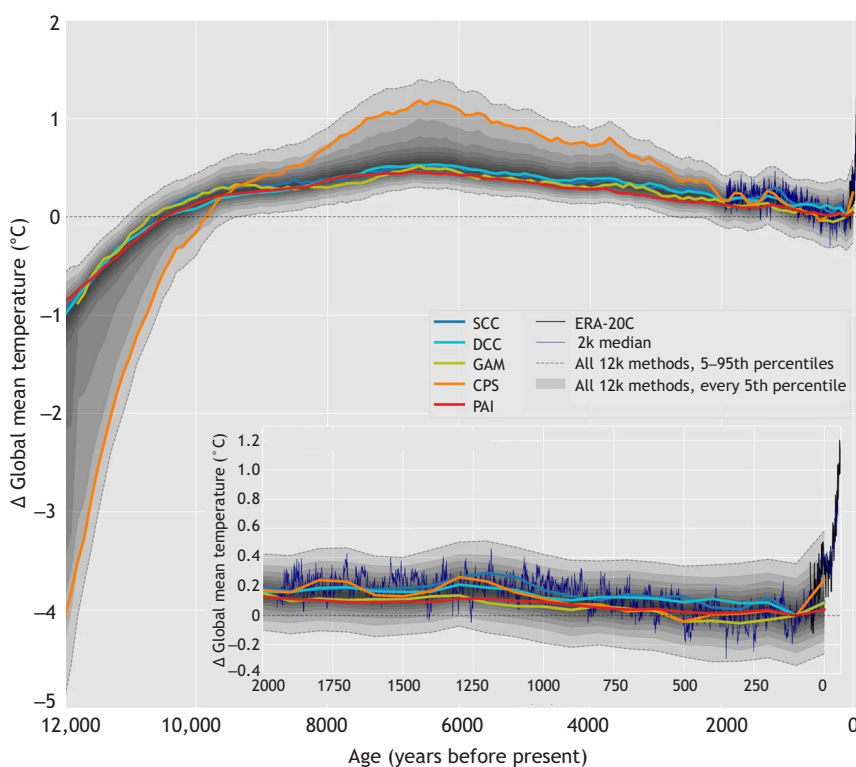 2
1
0
−1
−2
−3
−4
−5
Δ Global mean temperature (°C)
SCC
DCC
GAM
CPS
PAI
ERA-20C
2k median
All 12k methods, 5–95th percentiles
All 12k methods, every 5th percentile
1.2
1.0
0.8
0.6
0.4
0.2
0
−0.2
−0.4
Δ Global mean temperature (°C)
2000
1750
1500
1250
1000
750
500
250
0
12,000
10,000
8000
6000
4000
2000
0
Age (years before present)